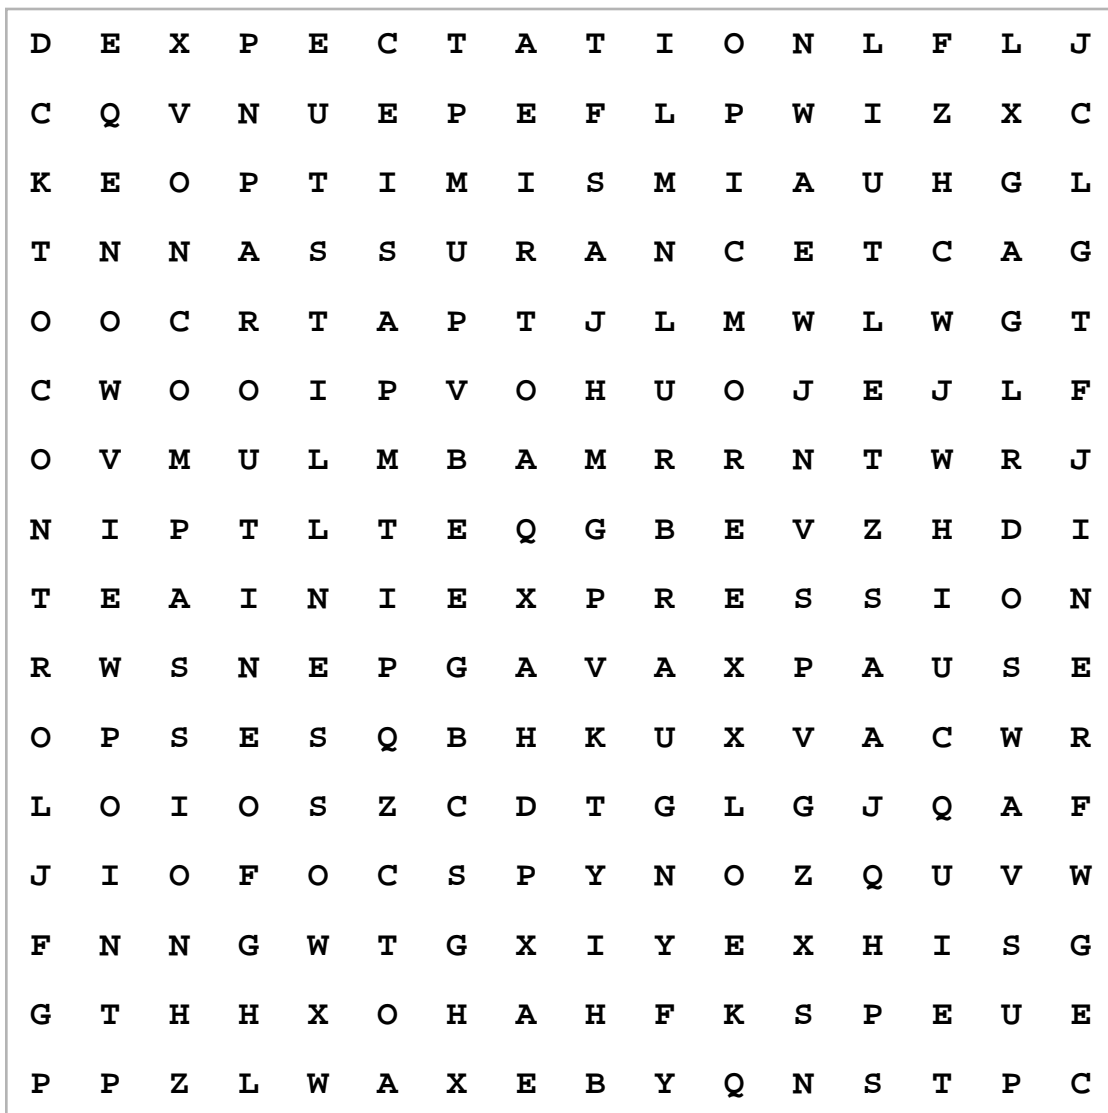 D E X P E C T A T I O N L F L J
C Q V N U E P E F L P W I Z X C
K E O P T I M I S M I A U H G L
T N N A S S U R A N C E T C A G
O O C R T A P T J L M W L W G T
C W O O I P V O H U O J E J L F
O V M U L M B A M R R N T W R J
N I P T L T E Q G B E V Z H D I
T E A I N I E X P R E S S I O N
R W S N E P G A V A X P A U S E
O P S E S Q B H K U X V A C W R
L O I O S Z C D T G L G J Q A F
J I O F O C S P Y N O Z Q U V W
F N N G W T G X I Y E X H I S G
G T H H X O H A H F K S P E U E
P P Z L W A X E B Y Q N S T P C